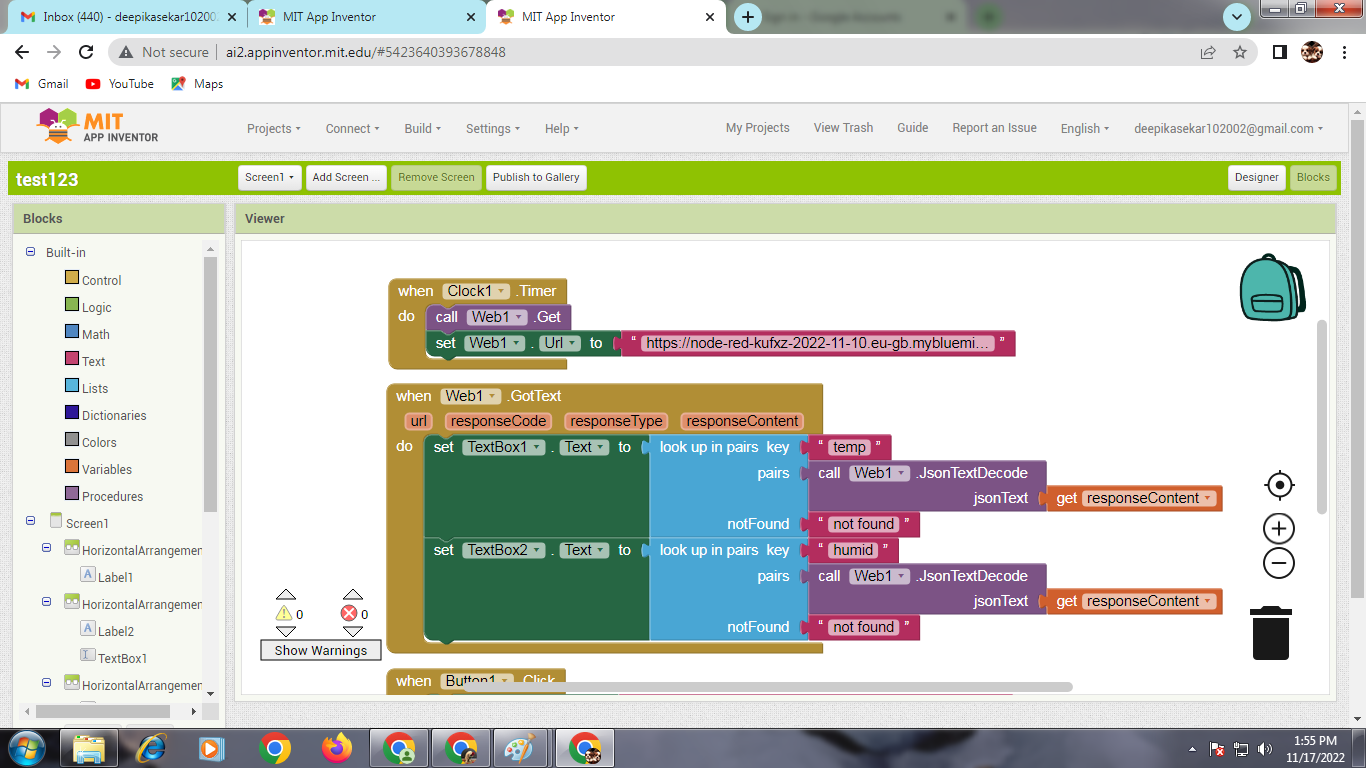 Inbox (440) - deepikasekar102002
MIT App Inventor
MIT App Inventor
Not secure
ai2.appinventor.mit.edu/#5423640393678848
Gmail
YouTube
Maps
MIT
APP INVENTOR
Projects
Connect
Build
Settings
Help
My Projects
View Trash
Guide
Report an Issue
English
deepikasekar102002@gmail.com
test123
Screen1
Add Screen ...
Remove Screen
Publish to Gallery
Designer
Blocks
Blocks
Viewer
Built-in
Control
Logic
Math
Text
Lists
Dictionaries
Colors
Variables
Procedures
Screen1
HorizontalArrangemen
Label1
HorizontalArrangemen
Label2
TextBox1
HorizontalArrangemen
when Clock1 .Timer
do call Web1 .Get
set Web1 . Url to “ https://node-red-kufxz-2022-11-10.eu-gb.mybluemi... ”
when Web1 .GotText
url responseCode responseType responseContent
do set TextBox1 . Text to look up in pairs key “ temp ”
pairs call Web1 .JsonTextDecode
jsonText get responseContent
notFound “ not found ”
set TextBox2 . Text to look up in pairs key “ humid ”
pairs call Web1 .JsonTextDecode
jsonText get responseContent
notFound “ not found ”
when Button1 .Click
0
0
Show Warnings
1:55 PM
11/17/2022